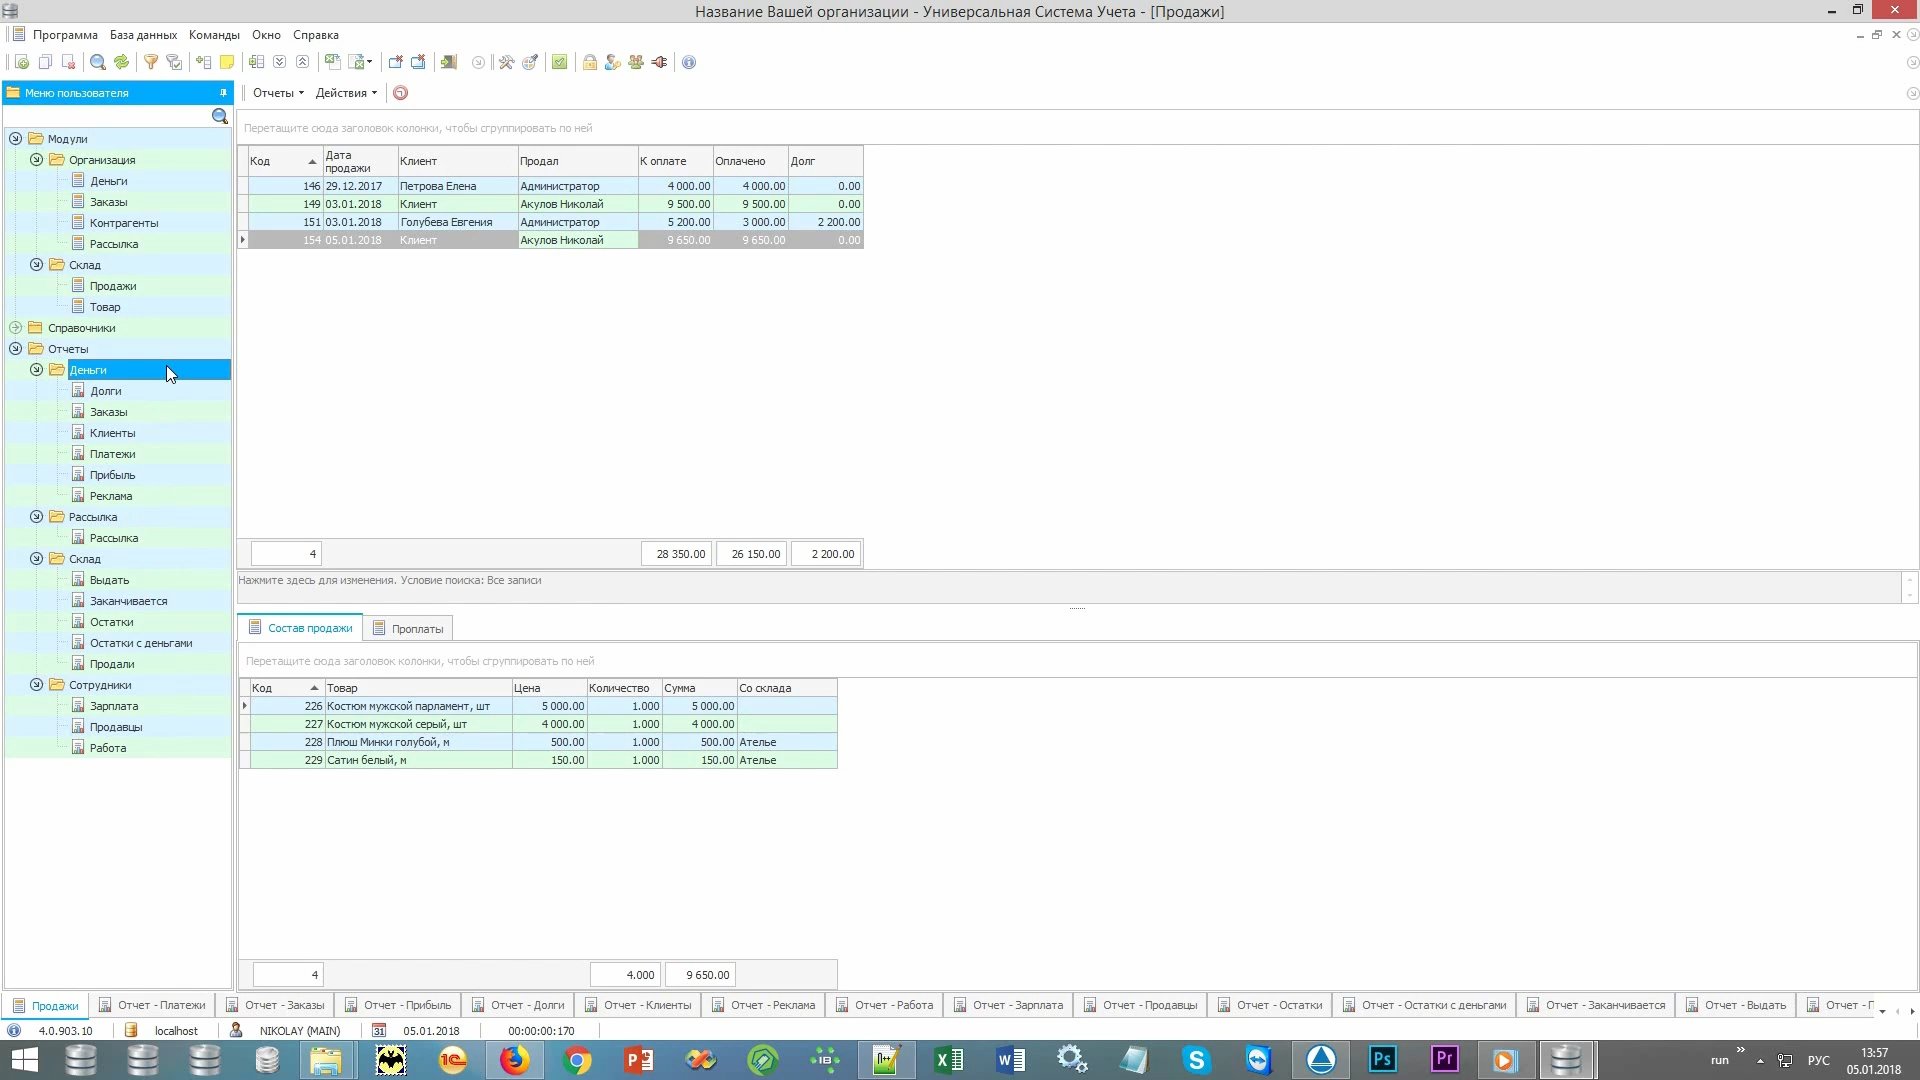 Название Вашей организации - Универсальная Система Учета - [Продажи]
Программа База данных Команды Окно Справка
Меню пользователя
Отчеты Действия
Модули
Организация
Деньги
Заказы
Контрагенты
Рассылка
Склад
Продажи
Товар
Справочники
Отчеты
Деньги
Долги
Заказы
Клиенты
Платежи
Прибыль
Реклама
Рассылка
Рассылка
Склад
Выдать
Заканчивается
Остатки
Остатки с деньгами
Продали
Сотрудники
Зарплата
Продавцы
Работа
Перетащите сюда заголовок колонки, чтобы сгруппировать по ней
Код Дата продажи Клиент Продал К оплате Оплачено Долг
146 29.12.2017 Петрова Елена Администратор 4 000.00 4 000.00 0.00
149 03.01.2018 Клиент Акулов Николай 9 500.00 9 500.00 0.00
151 03.01.2018 Голубева Евгения Администратор 5 200.00 3 000.00 2 200.00
154 05.01.2018 Клиент Акулов Николай 9 650.00 9 650.00 0.00
4 28 350.00 26 150.00 2 200.00
Нажмите здесь для изменения. Условие поиска: Все записи
Состав продажи Проплаты
Перетащите сюда заголовок колонки, чтобы сгруппировать по ней
Код Товар Цена Количество Сумма Со склада
226 Костюм мужской парламент, шт 5 000.00 1.000 5 000.00
227 Костюм мужской серый, шт 4 000.00 1.000 4 000.00
228 Плюш Минки голубой, м 500.00 1.000 500.00 Ателье
229 Сатин белый, м 150.00 1.000 150.00 Ателье
4 4.000 9 650.00
Продажи Отчет - Платежи Отчет - Заказы Отчет - Прибыль Отчет - Долги Отчет - Клиенты Отчет - Реклама Отчет - Работа Отчет - Зарплата Отчет - Продавцы Отчет - Остатки Отчет - Остатки с деньгами Отчет - Заканчивается Отчет - Выдать Отчет - П
4.0.903.10 localhost NIKOLAY (MAIN) 31 05.01.2018 00:00:00:170
run РУС 13:57
05.01.2018